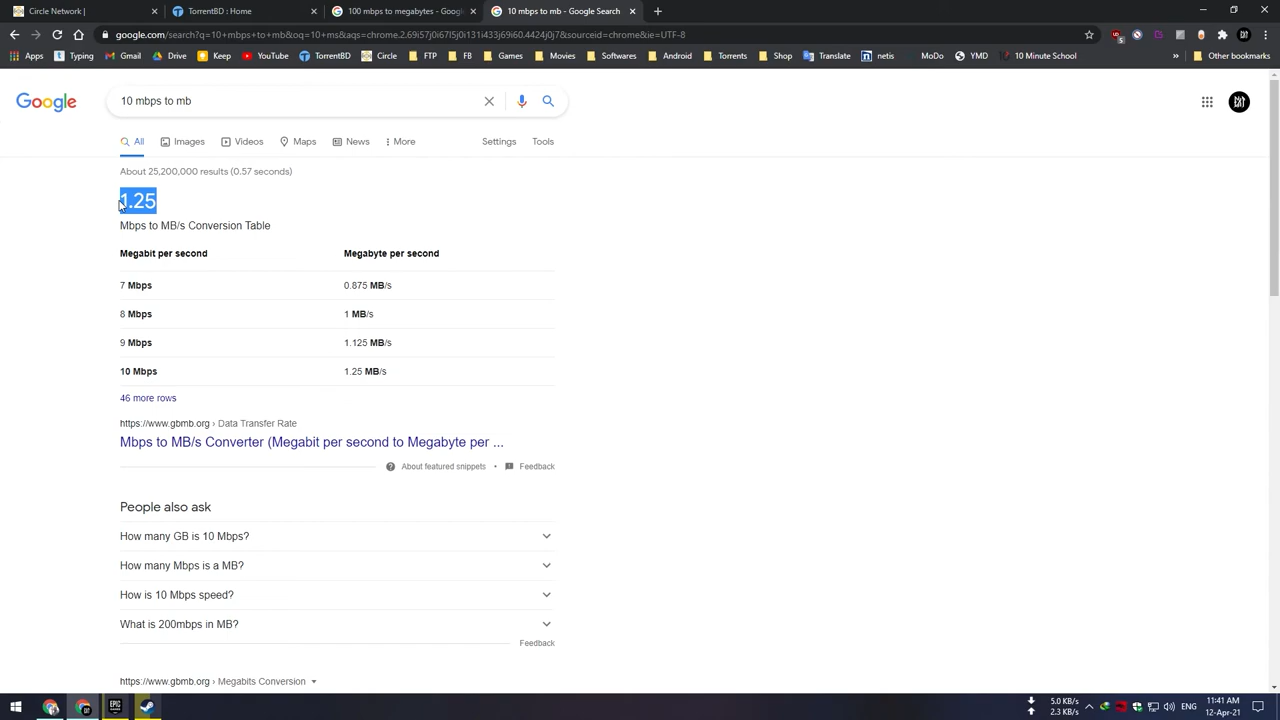 Circle Network |
TorrentBD :
100 mbps to megabytes -
10 mbps to mb - Google Search
google.com/search?q=10+mbps+to+mb&oq=10+ms&aqs=chrome.2.69i57j0i67l5j0i131i433j69i60.4424j0j7&sourceid=chrome&ie=UTF-8
Apps
Typing
Drive
Keep
YouTube
TorrentBD
Circle
FTP
FB
Games
Movies
Android
Torrents
Shop
Android
netis
MoDo
YMD
10 Minute School
»
Other bookmarks
Google
10 mbps to mb
All
Images
Videos
Maps
News
More
Settings
Tools
About 25,200,000 results (0.57 seconds)
1.25
Mbps to MB/s Conversion Table
Megabit per second Megabyte per second
7 Mbps 0.875 MB/s
8 Mbps 1 MB/s
9 Mbps 1.125 MB/s
10 Mbps 1.25 MB/s
46 more rows
https://www.gbmb.org › Data Transfer Rate
Mbps to MB/s Converter (Megabit per second to Megabyte per ...
About featured snippets • Feedback
People also ask
How many GB is 10 Mbps?
How many Mbps is a MB?
How is 10 Mbps speed?
What is 200mbps in MB?
Feedback
https://www.gbmb.org › Megabits Conversion
EPIC
5.0 KB/s
2.3 KB/s
ENG
11:41 AM
12-Apr-21